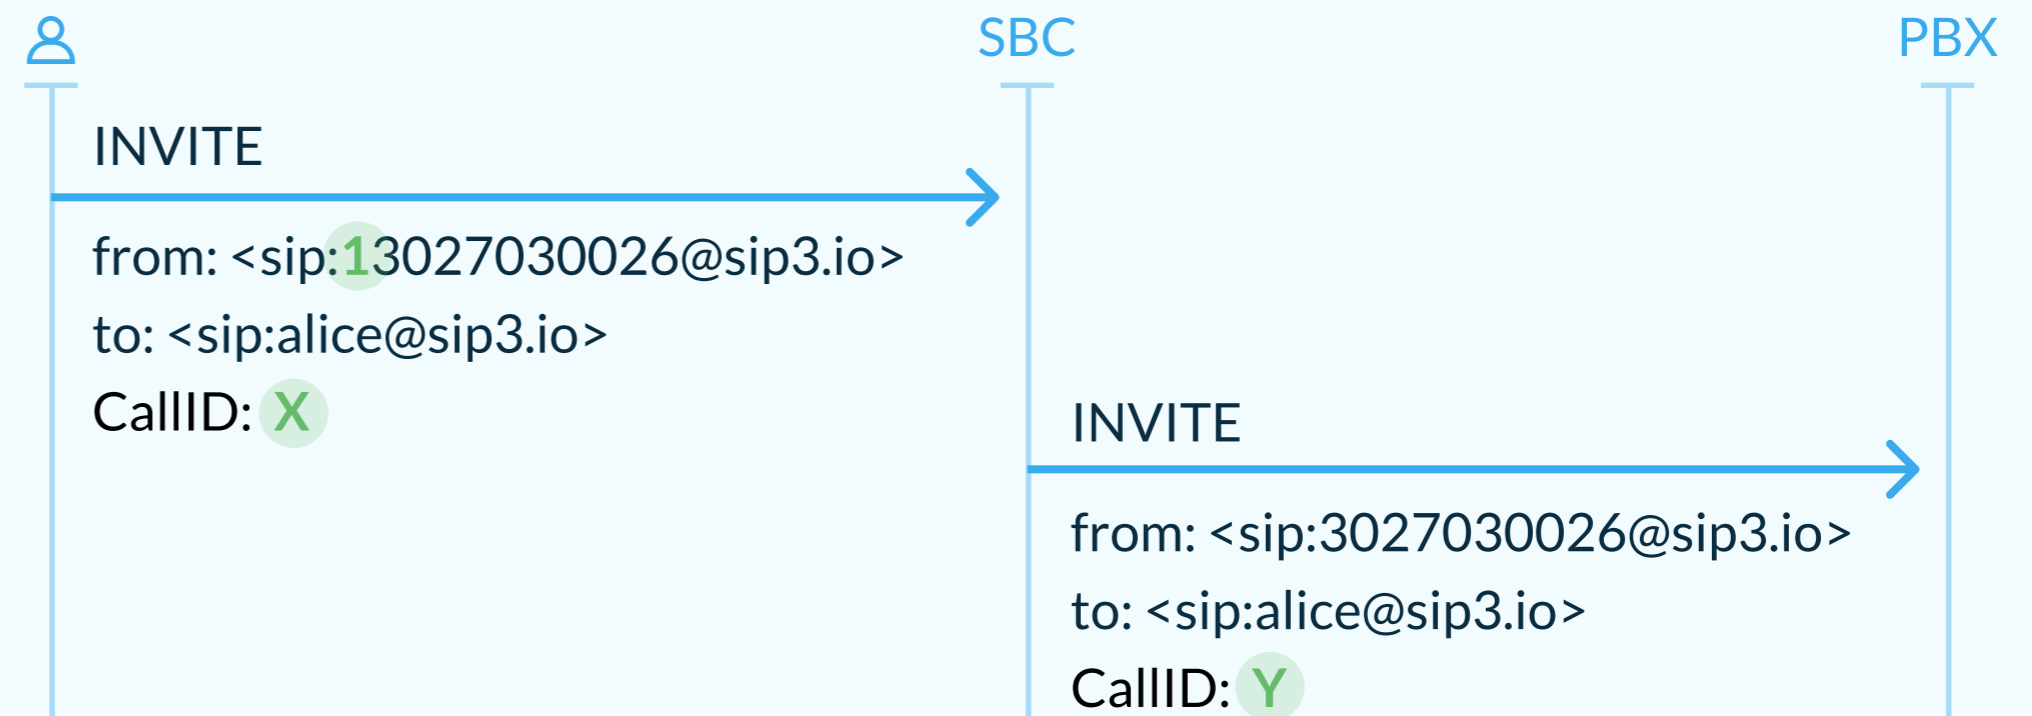 SBC
PBX
INVITE
from: <sip:13027030026@sip3.io>
to: <sip:alice@sip3.io>
CallID: X
INVITE
from: <sip:3027030026@sip3.io>
to: <sip:alice@sip3.io>
CallID: Y